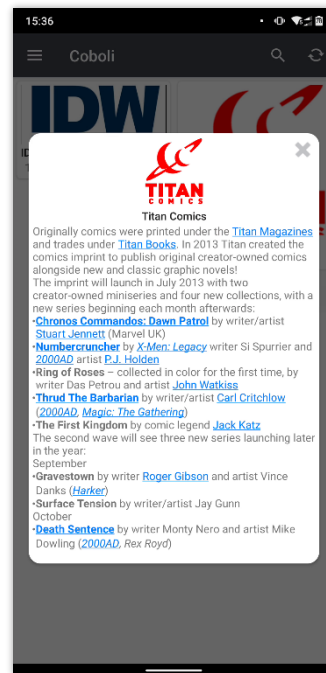 15:36
Coboli
IDW
TITAN
COMICS
Titan Comics
Originally comics were printed under the Titan Magazines
and trades under Titan Books. In 2013 Titan created the
comics imprint to publish original creator-owned comics
alongside new and classic graphic novels!
The imprint will launch in July 2013 with two
creator-owned miniseries and four new collections, with a
new series beginning each month afterwards:
•Chronos Commandos: Dawn Patrol by writer/artist
Stuart Jennett (Marvel UK)
•Numbercruncher by X-Men: Legacy writer Si Spurrier and
2000AD artist P.J. Holden
•Ring of Roses – collected in color for the first time, by
writer Das Petrou and artist John Watkiss
•Thrud The Barbarian by writer/artist Carl Critchlow
(2000AD, Magic: The Gathering)
•The First Kingdom by comic legend Jack Katz
The second wave will see three new series launching later
in the year:
September
•Gravestown by writer Roger Gibson and artist Vince
Danks (Harker)
•Surface Tension by writer/artist Jay Gunn
October
•Death Sentence by writer Monty Nero and artist Mike
Dowling (2000AD, Rex Royd)